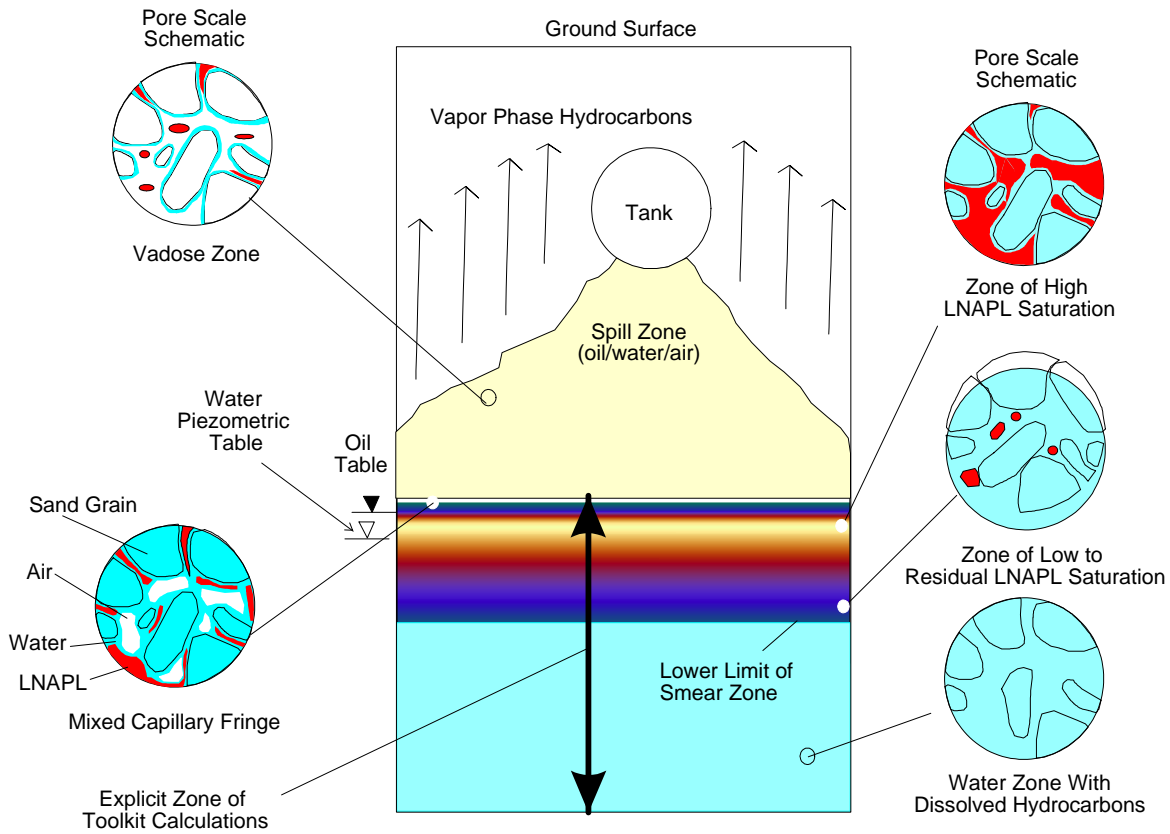 Pore Scale
Schematic
Vadose Zone
Ground Surface
Vapor Phase Hydrocarbons
Tank
Spill Zone
(oil/water/air)
Pore Scale
Schematic
Zone of High
LNAPL Saturation
Water
Piezometric
Table
Oil
Table
Sand Grain
Air
Water
LNAPL
Mixed Capillary Fringe
Zone of Low to
Residual LNAPL Saturation
Lower Limit of
Smear Zone
Explicit Zone of
Toolkit Calculations
Water Zone With
Dissolved Hydrocarbons